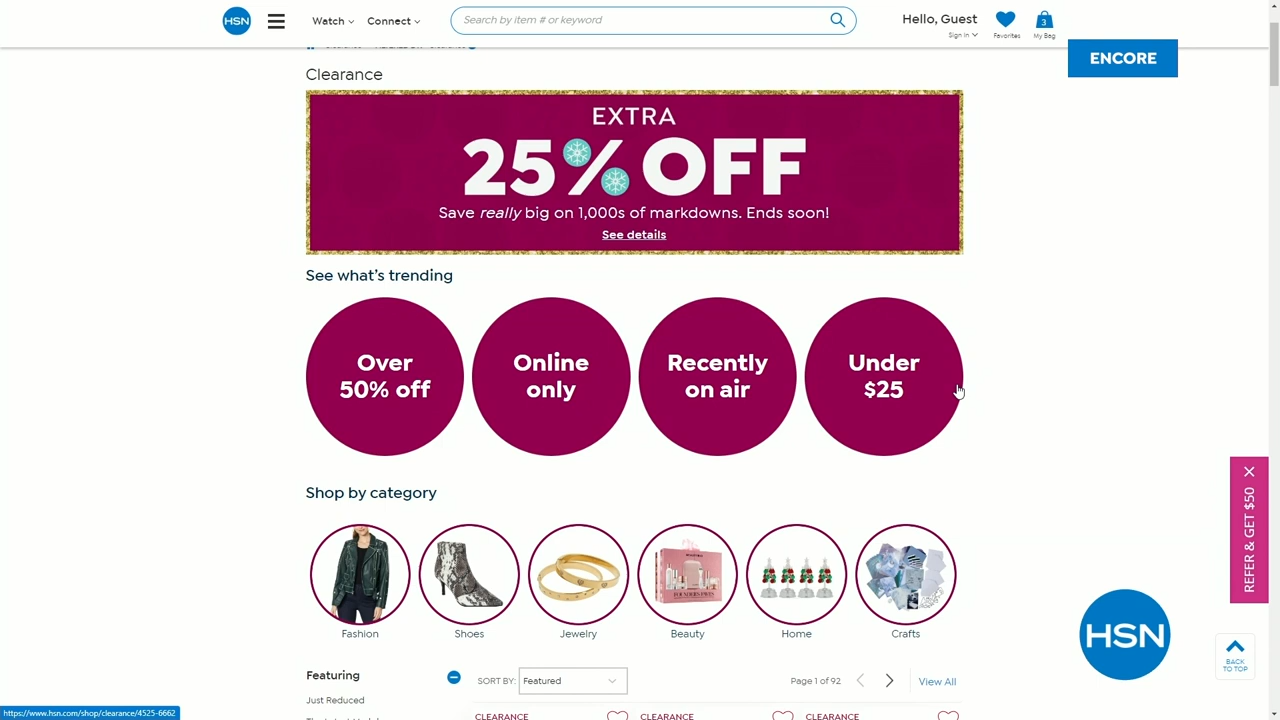 HSN
Watch
Connect
Search by item # or keyword
Hello, Guest
Sign In
Favorites
3
My Bag
ENCORE
Clearance
EXTRA
25% OFF
Save really big on 1,000s of markdowns. Ends soon!
See details
See what's trending
Over
50% off
Online
only
Recently
on air
Under
$25
Shop by category
Fashion
Shoes
Jewelry
Beauty
Home
Crafts
REFER & GET $50
HSN
BACK
TO TOP
Featuring
SORT BY: Featured
Page 1 of 92
View All
Just Reduced
CLEARANCE
CLEARANCE
CLEARANCE
https://www.hsn.com/shop/clearance/4525-6662